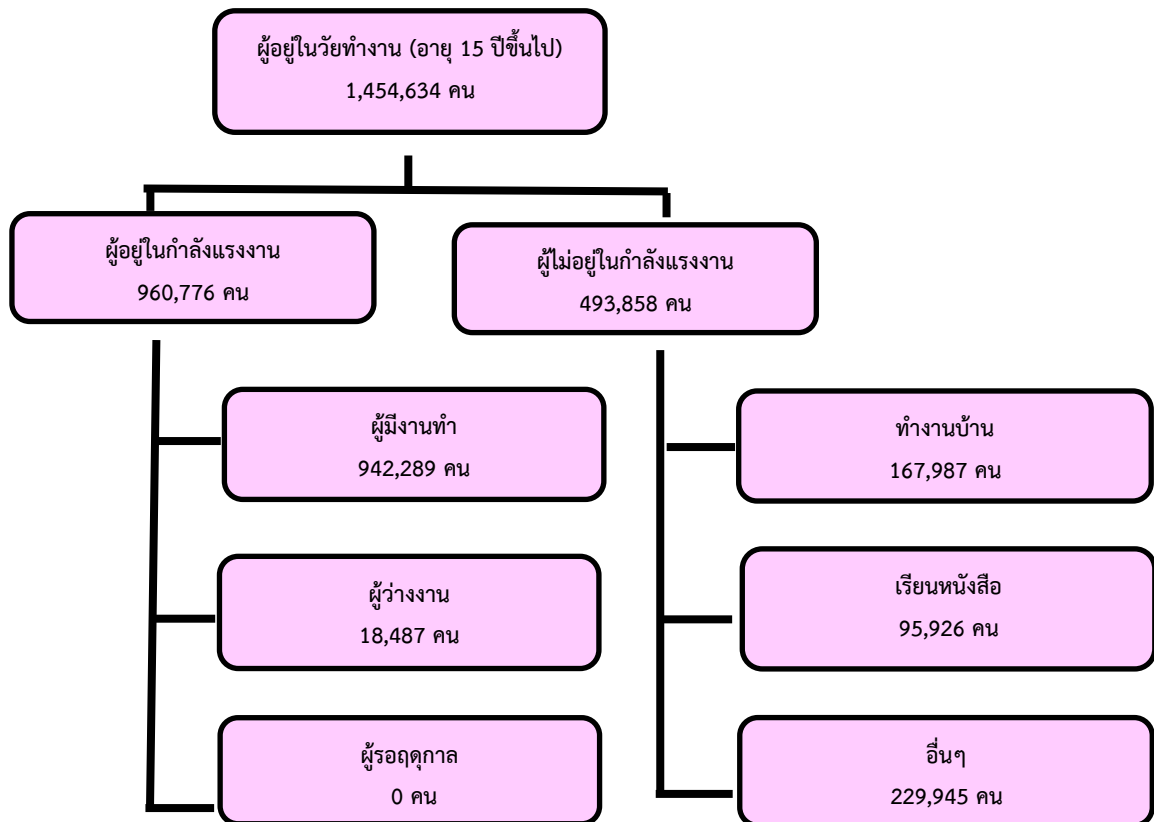 ผู้อยู่ในวัยทำงาน (อายุ 15 ปีขึ้นไป)
1,454,634 คน
ผู้อยู่ในกำลังแรงงาน
960,776 คน
ผู้ไม่อยู่ในกำลังแรงงาน
493,858 คน
ผู้มีงานทำ
942,289 คน
ทำงานบ้าน
167,987 คน
ผู้ว่างงาน
18,487 คน
เรียนหนังสือ
95,926 คน
ผู้รอฤดูกาล
0 คน
อื่นๆ
229,945 คน